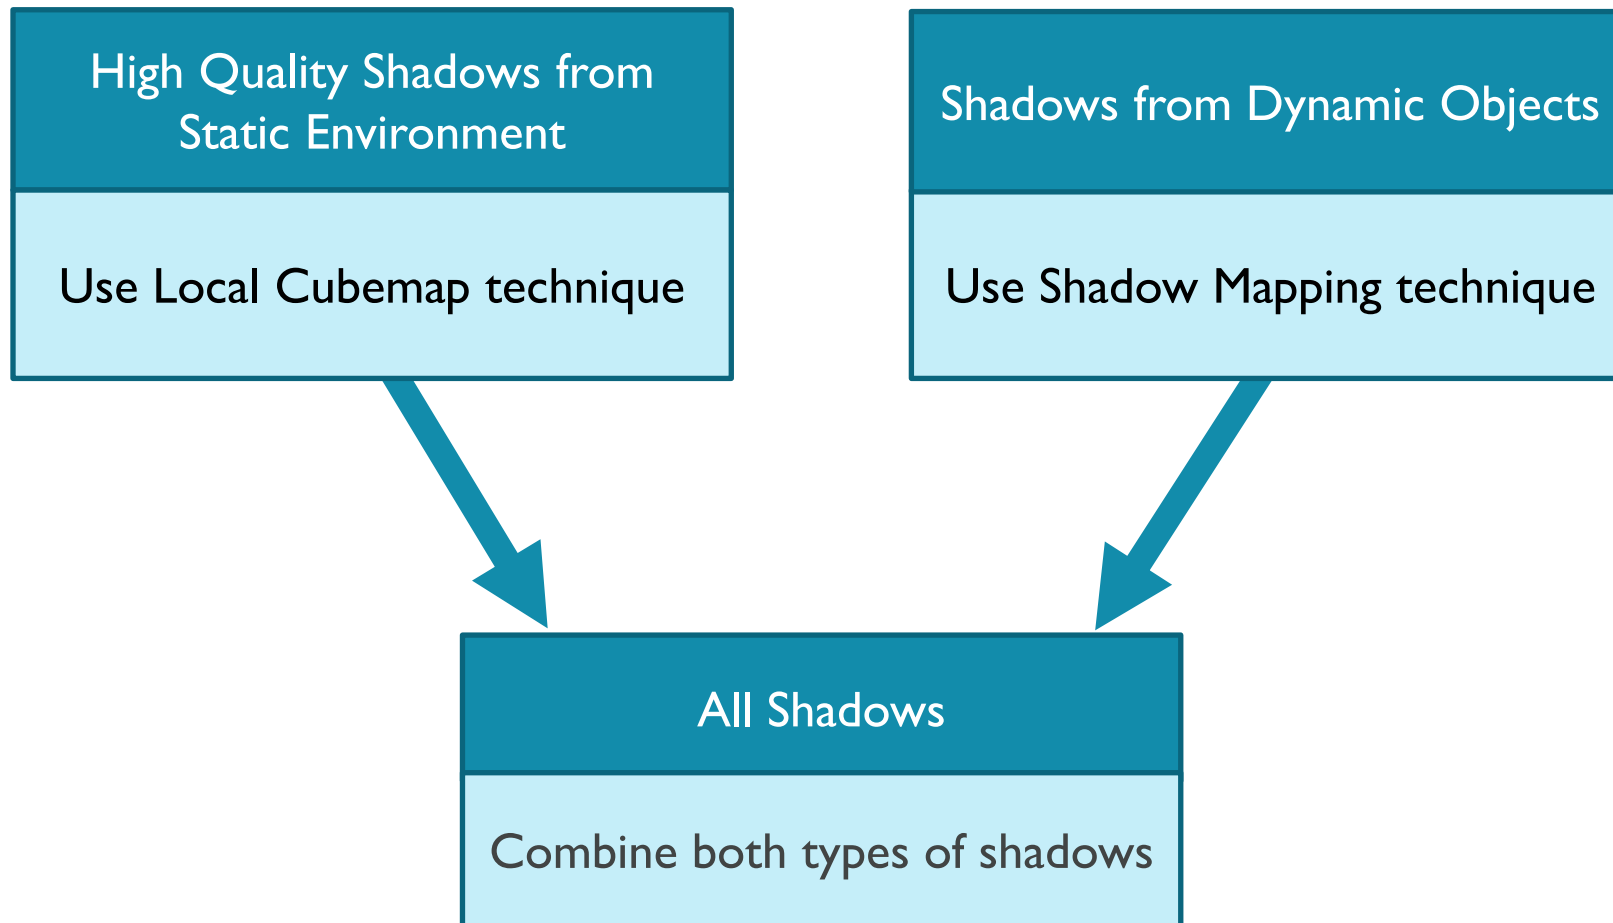 High Quality Shadows from
Static Environment
Use Local Cubemap technique
Shadows from Dynamic Objects
Use Shadow Mapping technique
All Shadows
Combine both types of shadows